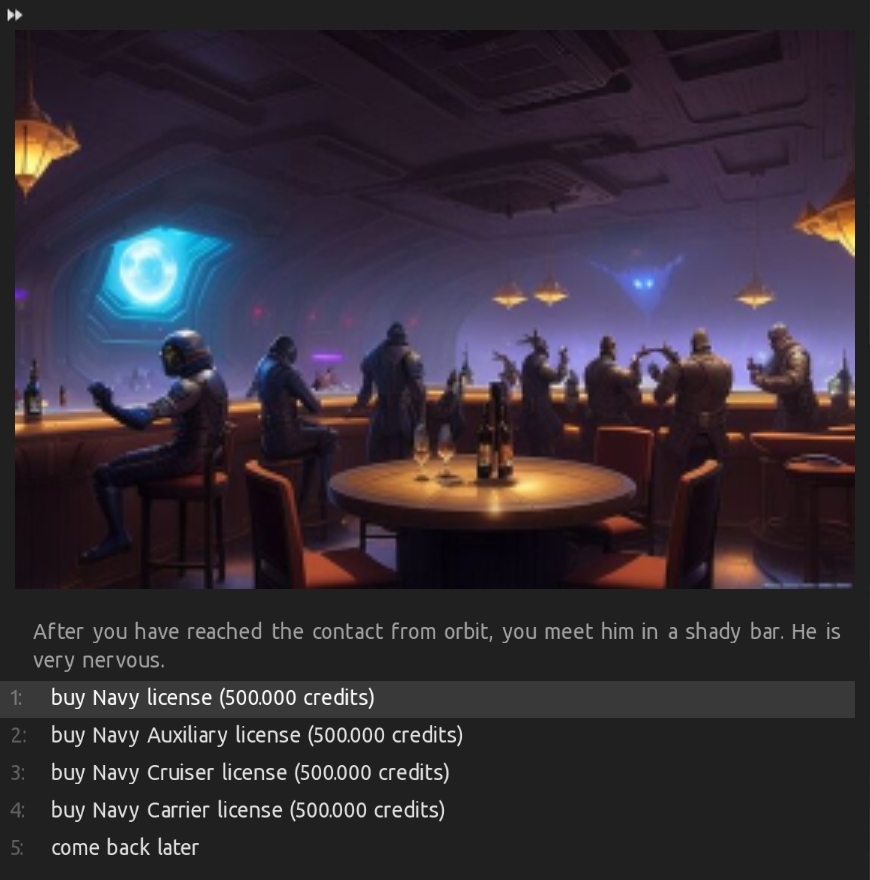 After you have reached the contact from orbit, you meet him in a shady bar. He is
very nervous.
1: buy Navy license (500.000 credits)
2: buy Navy Auxiliary license (500.000 credits)
3: buy Navy Cruiser license (500.000 credits)
4: buy Navy Carrier license (500.000 credits)
5: come back later